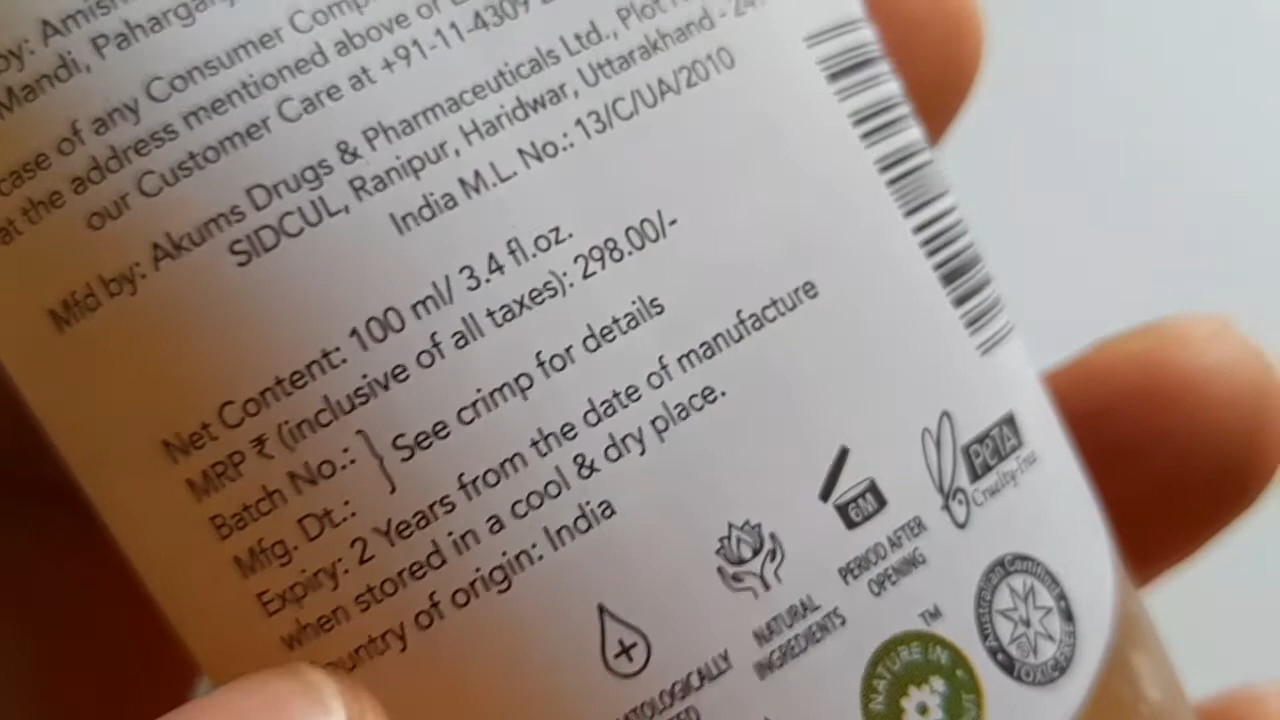 by: Amish
Mandi, Paharganj
case of any Consumer Comp
at the address mentioned above or
our Customer Care at +91-11-4309
Mfd by: Akums Drugs & Pharmaceuticals Ltd., Plot
SIDCUL, Ranipur, Haridwar, Uttarakhand - 24
India M.L. No.: 13/C/UA/2010
Net Content: 100 ml/ 3.4 fl.oz.
MRP ₹ (inclusive of all taxes): 298.00/-
Batch No.:
Mfg. Dt.:
} See crimp for details
Expiry: 2 Years from the date of manufacture
when stored in a cool & dry place.
ountry of origin: India
6M
PERIOD AFTER
OPENING
PETA
Cruelty-Free
NATURAL
INGREDIENTS
ATOLOGICALLY
TED
NATURE IN
TM
Australian Certified
TOXIC